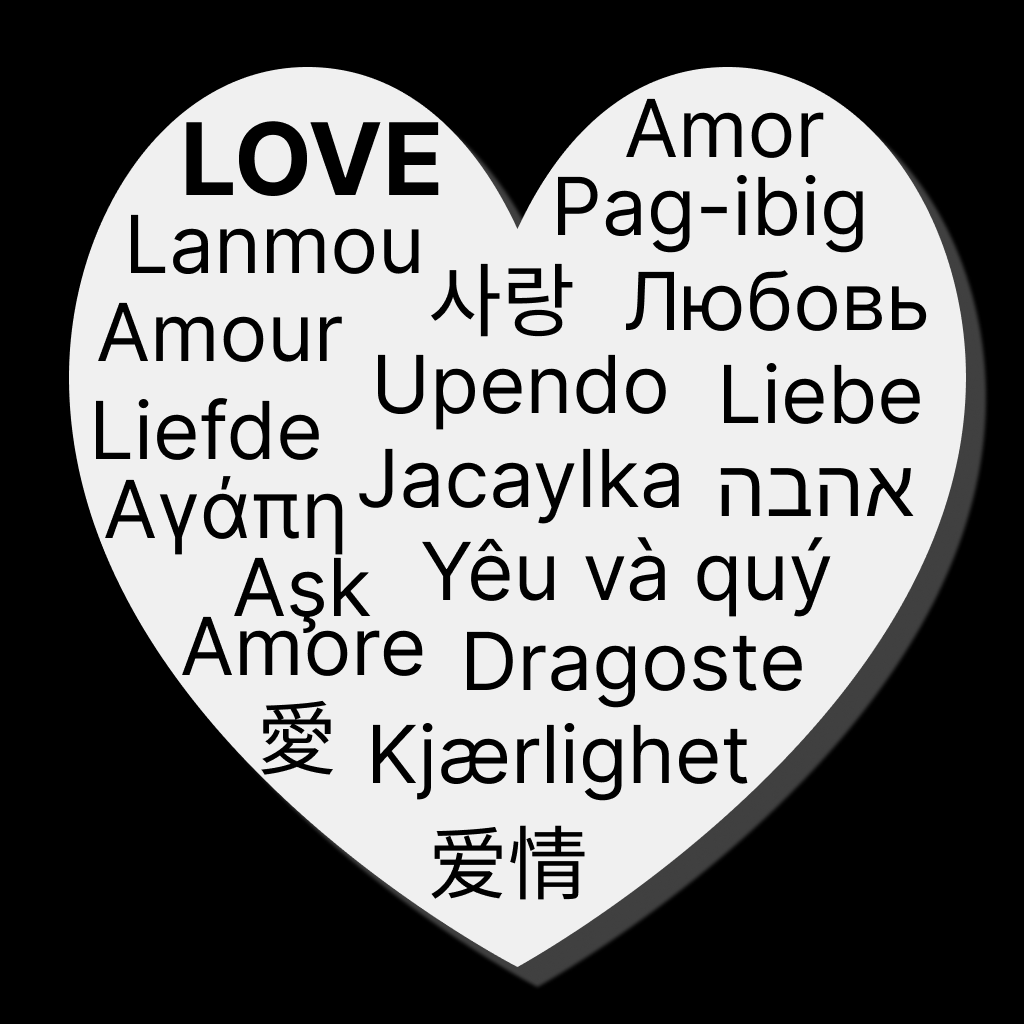 LOVE
Amor
Pag-ibig
Lanmou
사랑
Любовь
Amour
Upendo
Liebe
Liefde
Jacaylka
אהבה
Αγάπη
Yêu và quý
Aşk
Amore
Dragoste
愛
Kjærlighet
爱情